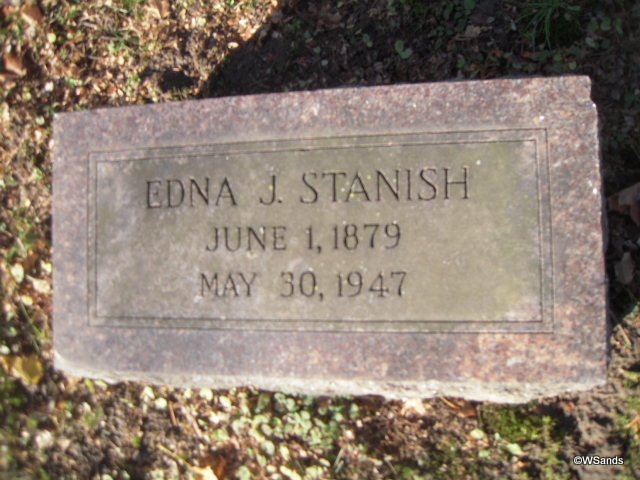 EDNA J. STANISH
JUNE 1, 1879
MAY 30, 1947
©WSands